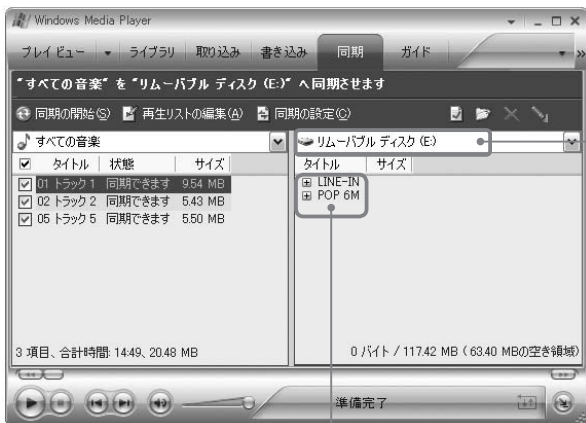 Windows Media Player
プレイ ビュー ライブラリ 取り込み 書き込み 同期 ガイド
"すべての音楽" を "リムーバブル ディスク (E:)" へ同期させます
同期の開始(S) 再生リストの編集(A) 同期の設定(C)
すべての音楽
タイトル 状態 サイズ
01 トラック 1 同期できます 9.54 MB
02 トラック 2 同期できます 5.43 MB
05 トラック 5 同期できます 5.50 MB
3 項目、合計時間: 14:49、20.48 MB
リムーバブル ディスク (E:)
タイトル サイズ
LINE-IN
POP 6M
0 バイト / 117.42 MB ( 63.40 MBの空き領域)
準備完了